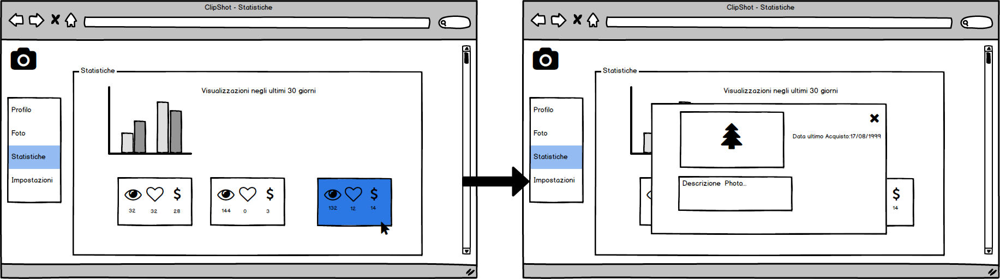 ClipShot - Statistiche
Statistiche
Visualizzazioni negli ultimi 30 giorni
Profilo
Foto
Statistiche
Impostazioni
32 32 $ 28
144 0 $ 3
132 12 $ 14
ClipShot - Statistiche
Statistiche
Visualizzazioni negli ultimi 30 giorni
Profilo
Foto
Statistiche
Impostazioni
Data ultimo Acquisto:17/08/1999
Descrizione Photo...
$
14